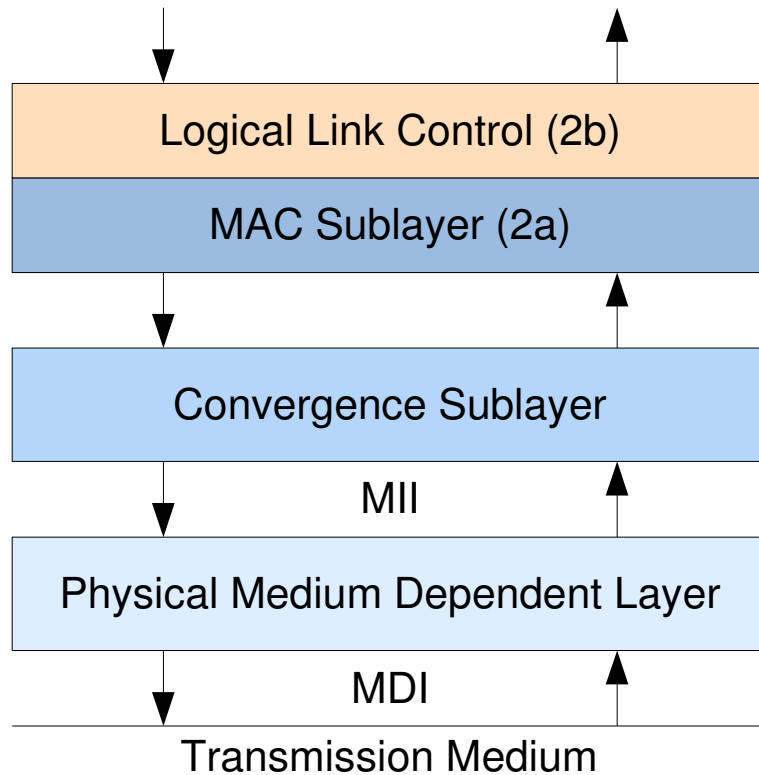 Logical Link Control (2b)
MAC Sublayer (2a)
Convergence Sublayer
MII
Physical Medium Dependent Layer
MDI
Transmission Medium